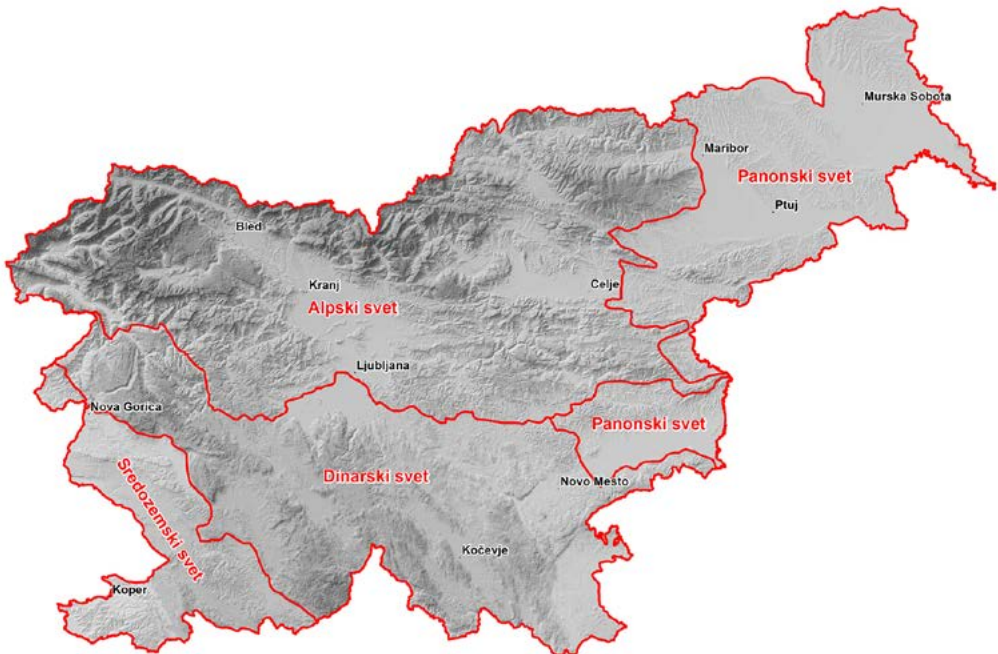 Murska Sobota
Maribor
Panonski svet
Ptuj
Bled
Kranj
Celje
Alpski svet
Ljubljana
Nova Gorica
Panonski svet
Dinarski svet
Novo Mesto
Sredozemski svet
Kočevje
Koper